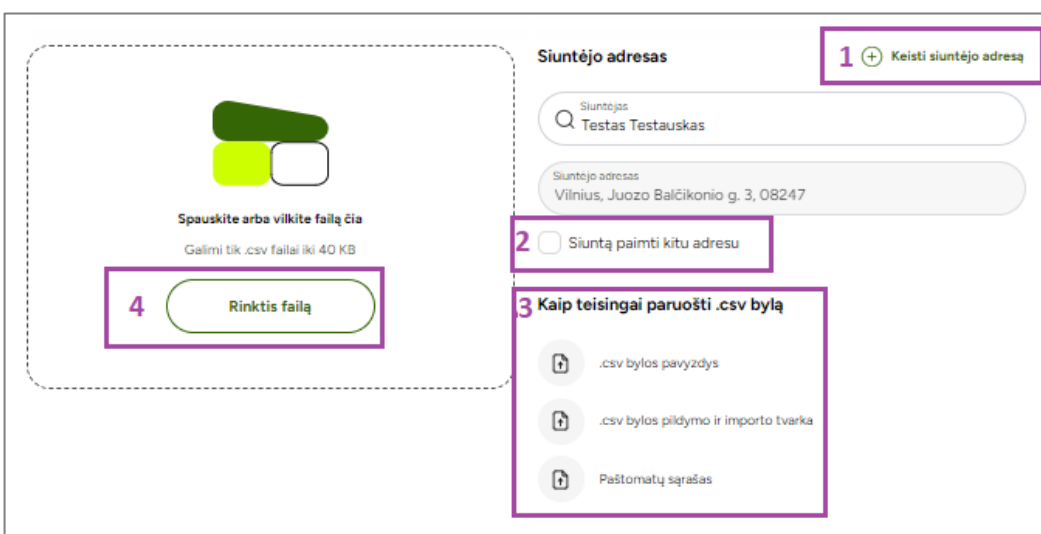 Spauskite arba vilkite failą čia
Galimi tik .csv failai iki 40 KB
4 Rinktis failą
Siuntėjo adresas
1 Keisti siuntėjo adresą
Siuntėjas
Testas Testauskas
Siuntėjo adresas
Vilnius, Juozo Balčikonio g. 3, 08247
2 Siuntą paimti kitu adresu
3 Kaip teisingai paruošti .csv bylą
.csv bylos pavyzdys
.csv bylos pildymo ir importo tvarka
Paštomatų sąrašas